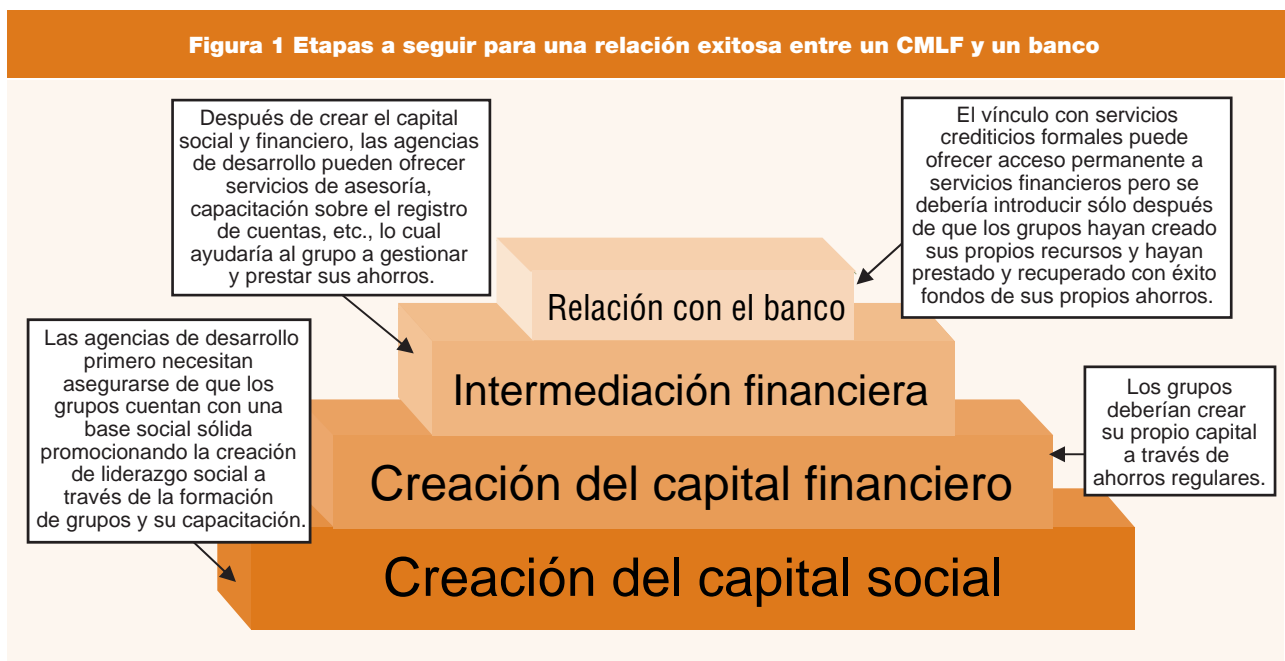 Figura 1 Etapas a seguir para una relación exitosa entre un CMLF y un banco
Después de crear el capital
social y financiero, las agencias
de desarrollo pueden ofrecer
servicios de asesoría,
capacitación sobre el registro
de cuentas, etc., lo cual
ayudaría al grupo a gestionar
y prestar sus ahorros.
El vínculo con servicios
crediticios formales puede
ofrecer acceso permanente a
servicios financieros pero se
debería introducir sólo después
de que los grupos hayan creado
sus propios recursos y hayan
prestado y recuperado con éxito
fondos de sus propios ahorros.
Relación con el banco
Las agencias de desarrollo
primero necesitan
asegurarse de que los
grupos cuentan con una
base social sólida
promocionando la creación
de liderazgo social a
través de la formación
de grupos y su capacitación.
Intermediación financiera
Los grupos
deberían crear
su propio capital
a través de
ahorros regulares.
Creación del capital financiero
Creación del capital social